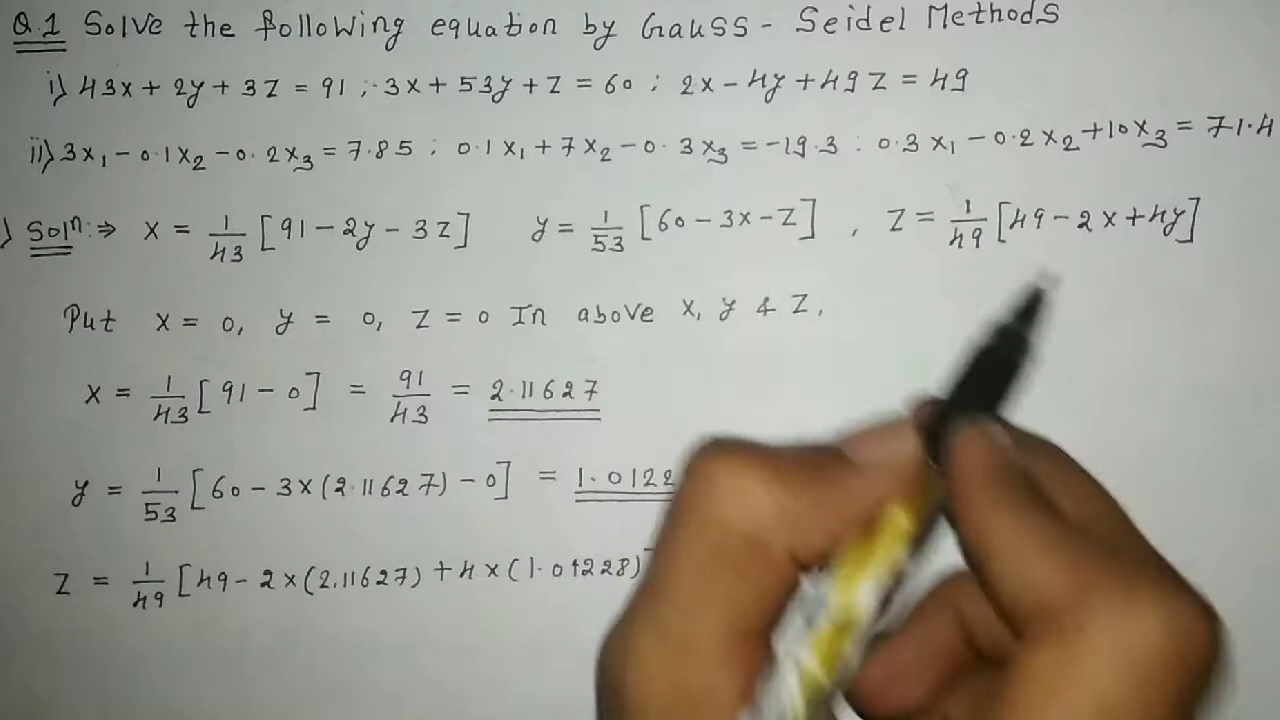 Q.1 Solve the following equation by Gauss - Seidel Methods
i) 43x + 2y + 3z = 91 ; 3x + 53y + z = 60 ; 2x - 4y + 49z = 49
ii) 3x₁ - 0.1x₂ - 0.2x₃ = 7.85 ; 0.1x₁ + 7x₂ - 0.3x₃ = -19.3 : 0.3x₁ - 0.2x₂ + 10x₃ = 71.4
) Solⁿ:⇒ x = 1/43 [91 - 2y - 3z] y = 1/53 [60 - 3x - z] , z = 1/49 [49 - 2x + 4y]
Put x = 0, y = 0, z = 0 In above x, y & z,
x = 1/43 [91 - 0] = 91/43 = 2.11627
y = 1/53 [60 - 3×(2.11627) - 0] = 1.0122
z = 1/49 [49 - 2×(2.11627) + 4×(1.01228)